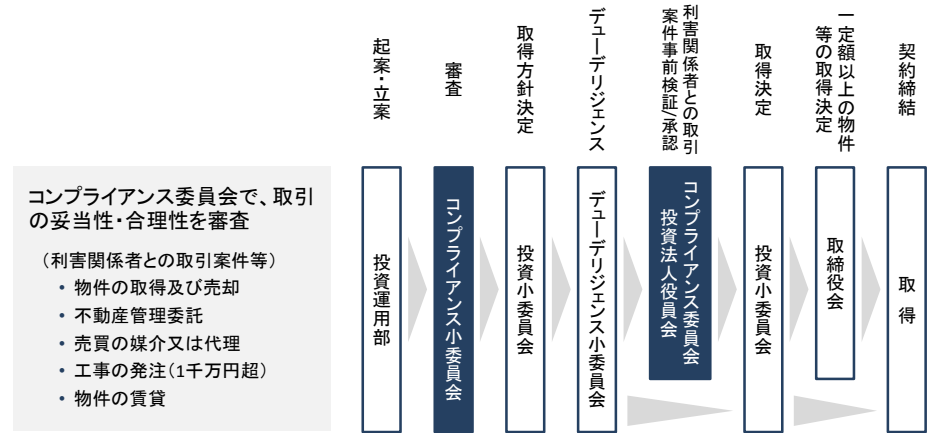 起案・立案
審査
取得方針決定
デューデリジェンス
利害関係者との取引
案件事前検証/承認
取得決定
一定額以上の物件
等の取得決定
契約締結
コンプライアンス委員会で、取引
の妥当性・合理性を審査
（利害関係者との取引案件等）
• 物件の取得及び売却
• 不動産管理委託
• 売買の媒介又は代理
• 工事の発注（1千万円超）
• 物件の賃貸
投資運用部
コンプライアンス小委員会
投資小委員会
デューデリジェンス小委員会
コンプライアンス委員会
投資法人役員会
投資小委員会
取締役会
取得